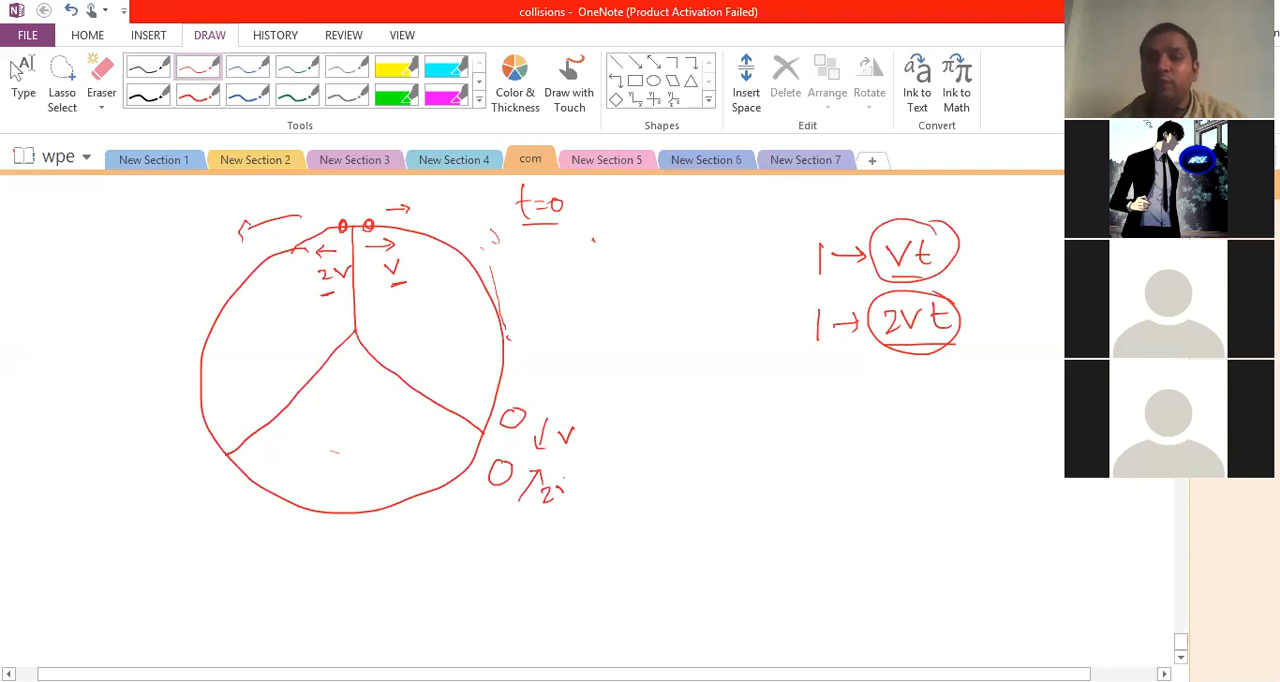 collisions - OneNote (Product Activation Failed)
FILE HOME INSERT DRAW HISTORY REVIEW VIEW
Type
Lasso Select
Eraser
Color & Thickness
Draw with Touch
Insert Space
Delete
Arrange
Rotate
Ink to Text
Ink to Math
Tools
Shapes
Edit
Convert
wpe
New Section 1 New Section 2 New Section 3 New Section 4 com New Section 5 New Section 6 New Section 7
ARISE
t=0
2V V
1 → Vt
1 → 2Vt
V